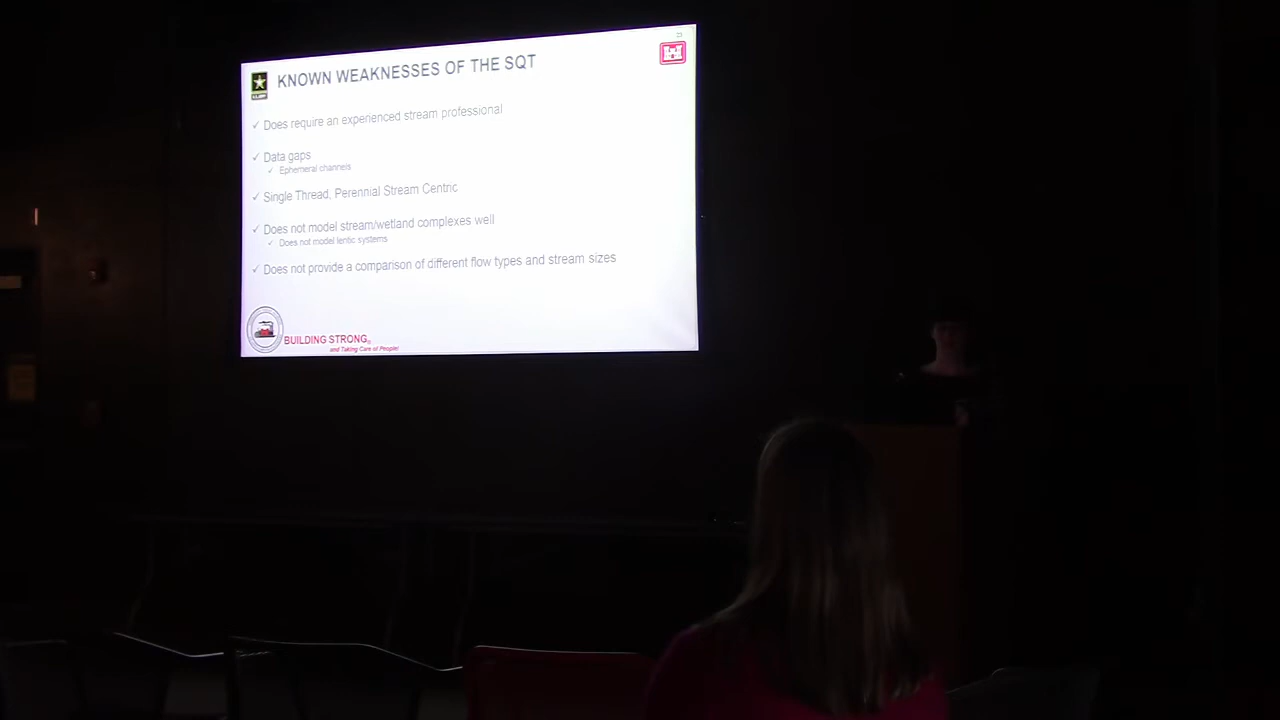 23
KNOWN WEAKNESSES OF THE SQT
✓ Does require an experienced stream professional
✓ Data gaps
✓ Ephemeral channels
✓ Single Thread, Perennial Stream Centric
✓ Does not model stream/wetland complexes well
✓ Does not model lentic systems
✓ Does not provide a comparison of different flow types and stream sizes
BUILDING STRONG®
and Taking Care of People!